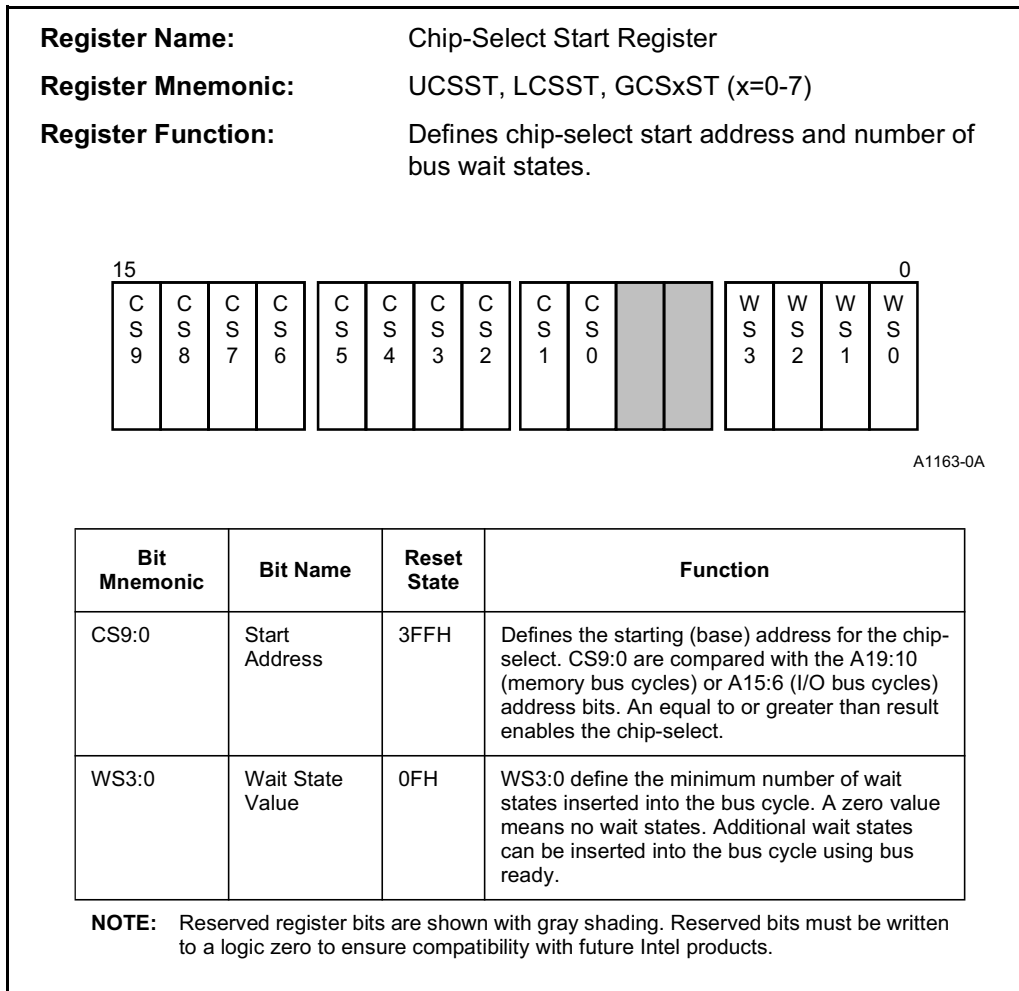 Register Name: Chip-Select Start Register
Register Mnemonic: UCSST, LCSST, GCSxST (x=0-7)
Register Function: Defines chip-select start address and number of
bus wait states.
15 0
C C C C C C C C C C W W W W
S S S S S S S S S S S S S S
9 8 7 6 5 4 3 2 1 0 3 2 1 0
A1163-0A
Bit Mnemonic Bit Name Reset State Function
CS9:0 Start Address 3FFH Defines the starting (base) address for the chip-
select. CS9:0 are compared with the A19:10
(memory bus cycles) or A15:6 (I/O bus cycles)
address bits. An equal to or greater than result
enables the chip-select.
WS3:0 Wait State Value 0FH WS3:0 define the minimum number of wait
states inserted into the bus cycle. A zero value
means no wait states. Additional wait states
can be inserted into the bus cycle using bus
ready.
NOTE: Reserved register bits are shown with gray shading. Reserved bits must be written
to a logic zero to ensure compatibility with future Intel products.